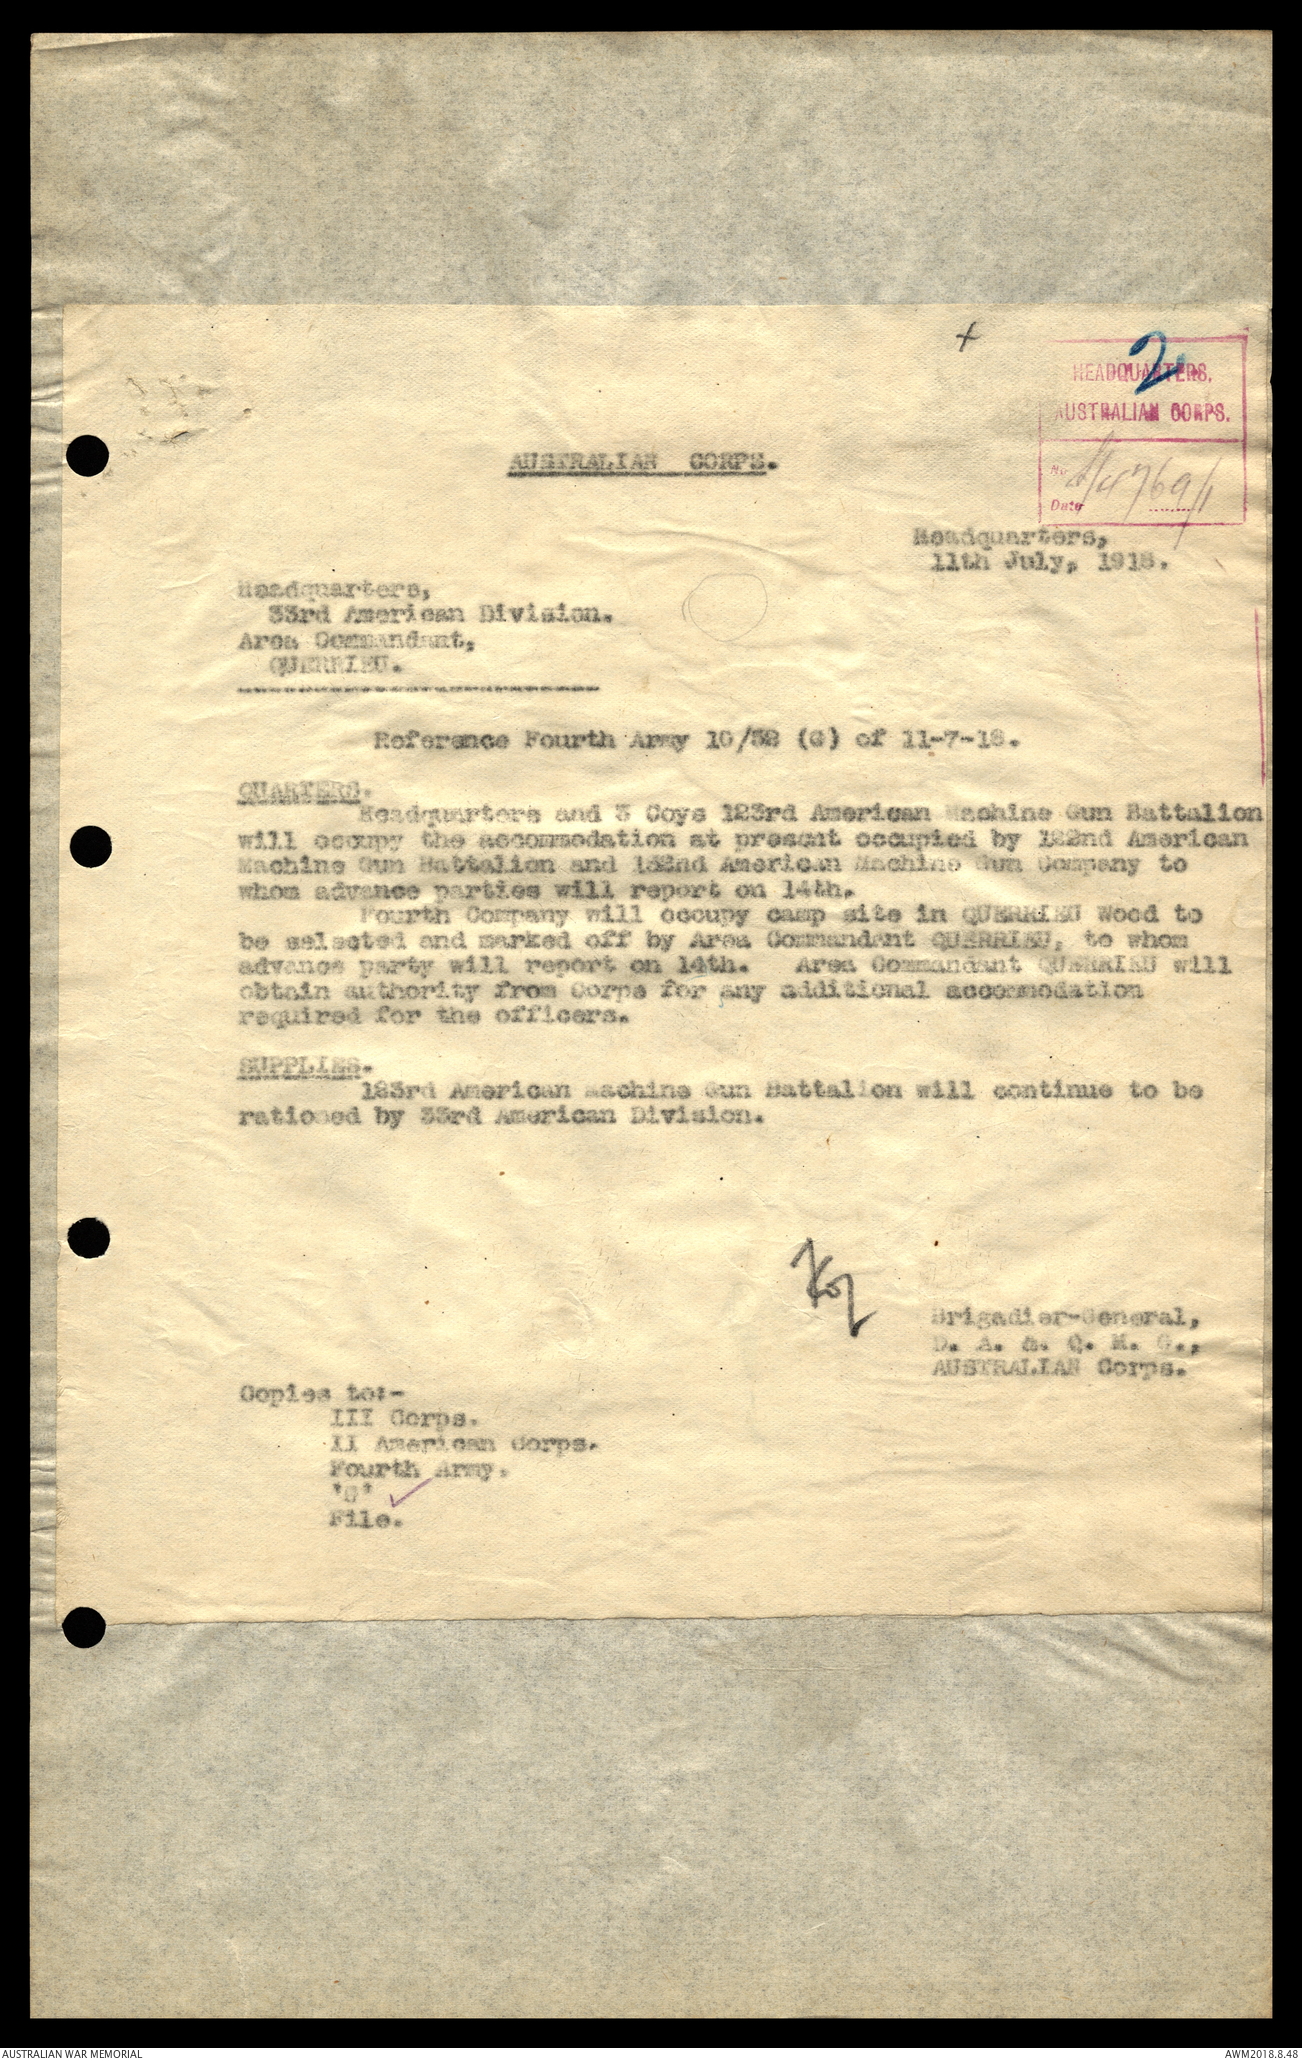 +
2
HEADQUARTERS,
AUSTRALIAN CORPS.
No
Date
AUSTRALIAN CORPS.
Headquarters,
11th July, 1918.
Headquarters,
33rd American Division.
Area Commandant,
QUERRIEU.
Reference Fourth Army 10/32 (G) of 11-7-18.
QUARTERS.
Headquarters and 3 Coys 123rd American Machine Gun Battalion
will occupy the accommodation at present occupied by 122nd American
Machine Gun Battalion and 132nd American Machine Gun Company to
whom advance parties will report on 14th.
Fourth Company will occupy camp site in QUERRIEU Wood to
be selected and marked off by Area Commandant QUERRIEU, to whom
advance party will report on 14th. Area Commandant QUERRIEU will
obtain authority from Corps for any additional accommodation
required for the officers.
SUPPLIES.
123rd American Machine Gun Battalion will continue to be
rationed by 33rd American Division.
Brigadier-General,
D. A. & Q. M. G.,
AUSTRALIAN Corps.
Copies to:-
III Corps.
II American Corps.
Fourth Army.
"G"
File.
AUSTRALIAN WAR MEMORIAL
AWM2018.8.48